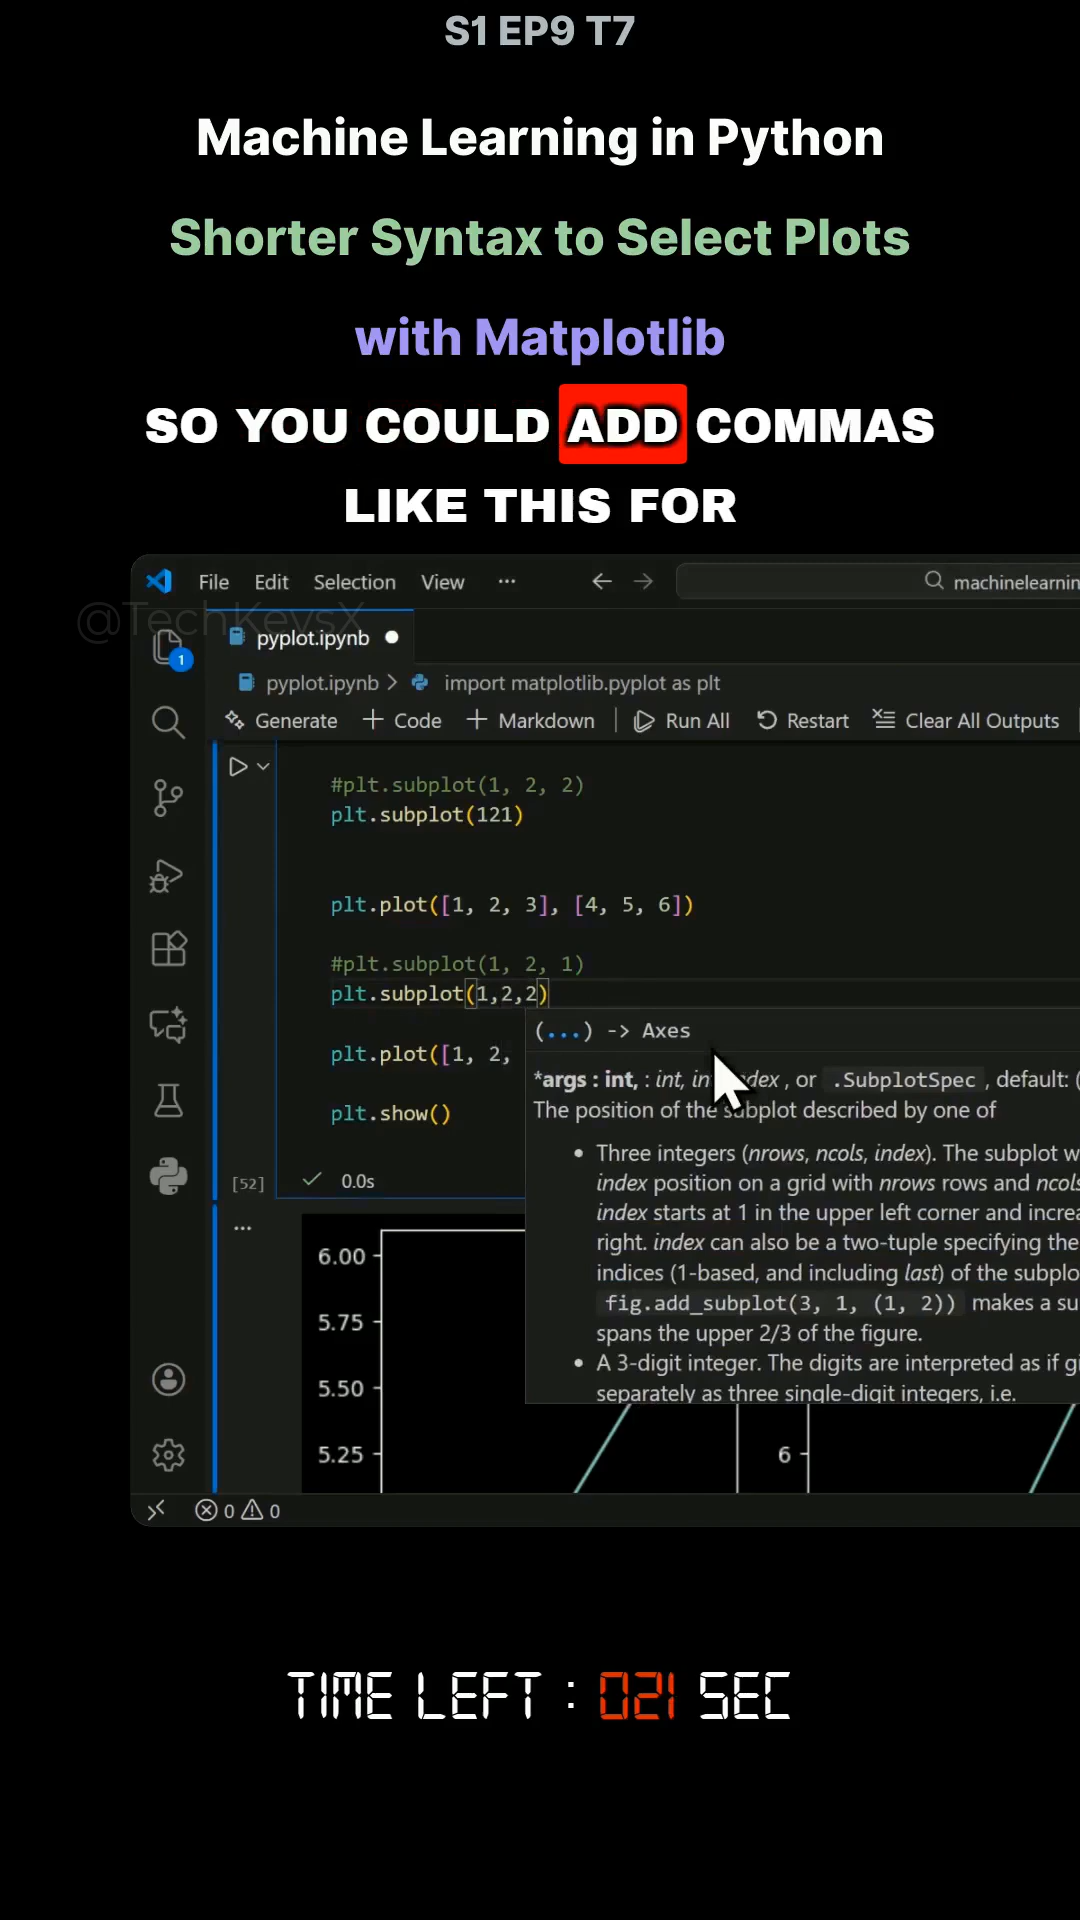 S1 EP9 T7
Machine Learning in Python
Shorter Syntax to Select Plots
with Matplotlib
SO YOU COULD ADD COMMAS
LIKE THIS FOR
File Edit Selection View ··· ← → machinelearnin
@TechKevsX
pyplot.ipynb
1
pyplot.ipynb > import matplotlib.pyplot as plt
Generate + Code + Markdown | Run All Restart Clear All Outputs
#plt.subplot(1, 2, 2)
plt.subplot(121)
plt.plot([1, 2, 3], [4, 5, 6])
#plt.subplot(1, 2, 1)
plt.subplot(1,2,2)
(...) -> Axes
plt.plot([1, 2,
*args : int, : int, in index , or .SubplotSpec , default: (
The position of the subplot described by one of
plt.show()
• Three integers (nrows, ncols, index). The subplot w
[52] 0.0s
index position on a grid with nrows rows and ncols
index starts at 1 in the upper left corner and increa
···
right. index can also be a two-tuple specifying the
6.00
indices (1-based, and including last) of the subplo
fig.add_subplot(3, 1, (1, 2)) makes a su
5.75
spans the upper 2/3 of the figure.
• A 3-digit integer. The digits are interpreted as if gi
5.50
separately as three single-digit integers, i.e.
5.25 6
0 0
TIME LEFT : 021 SEC